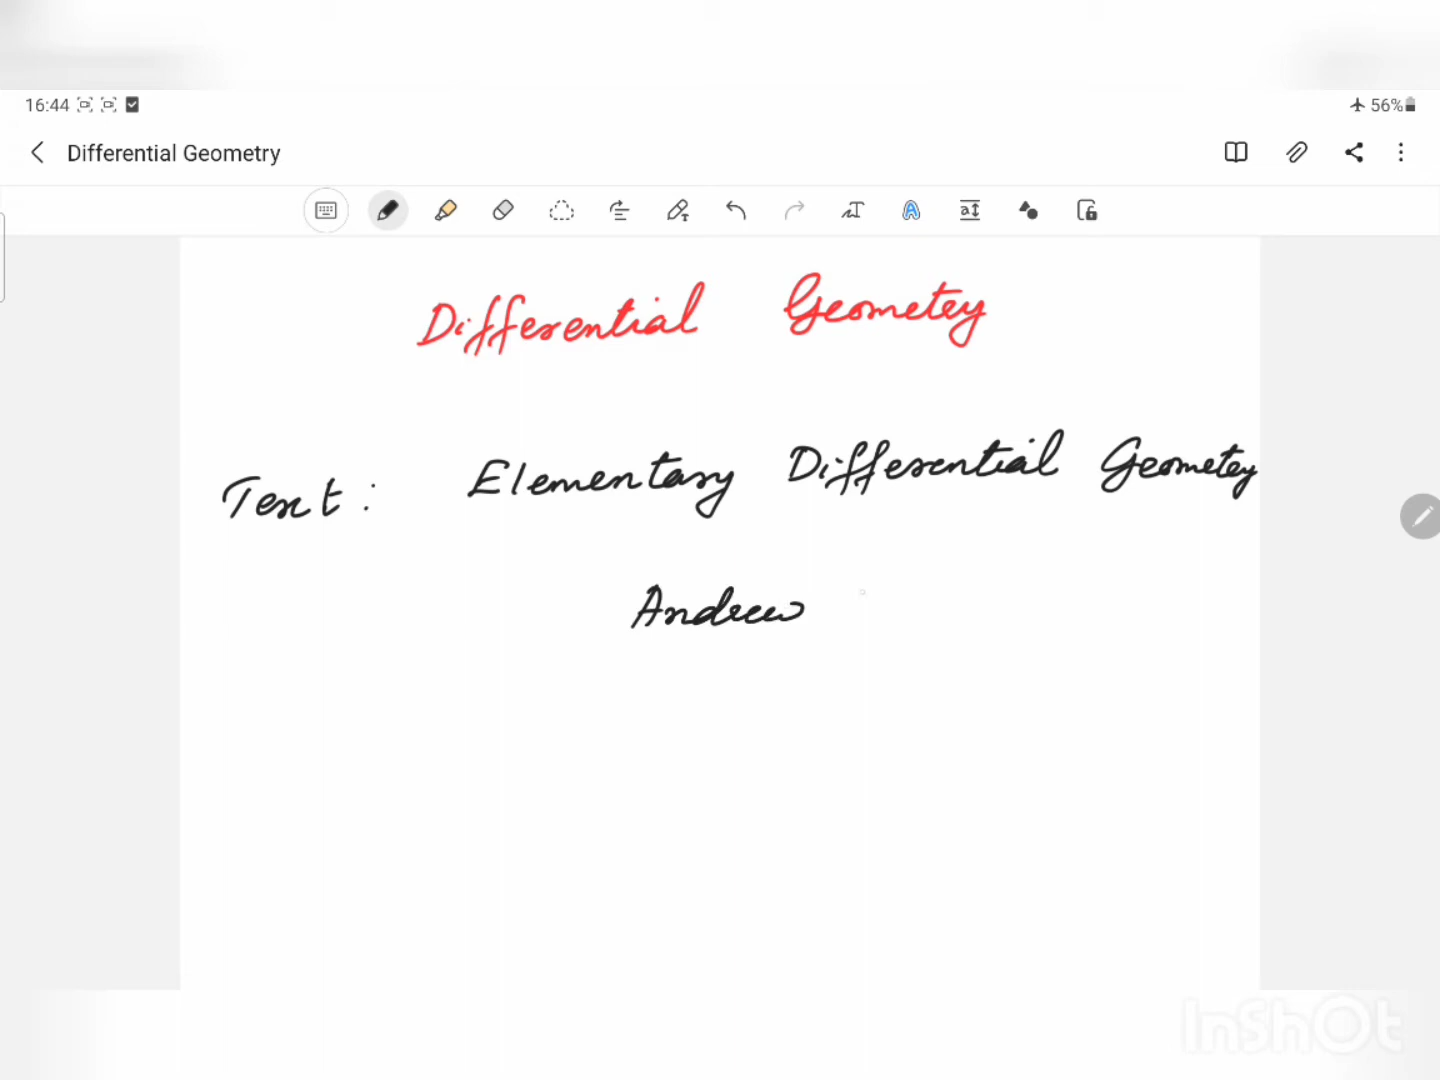 16:44 56%
Differential Geometry
Differential Geometry
Text: Elementary Differential Geometry
Andrew
InShOt